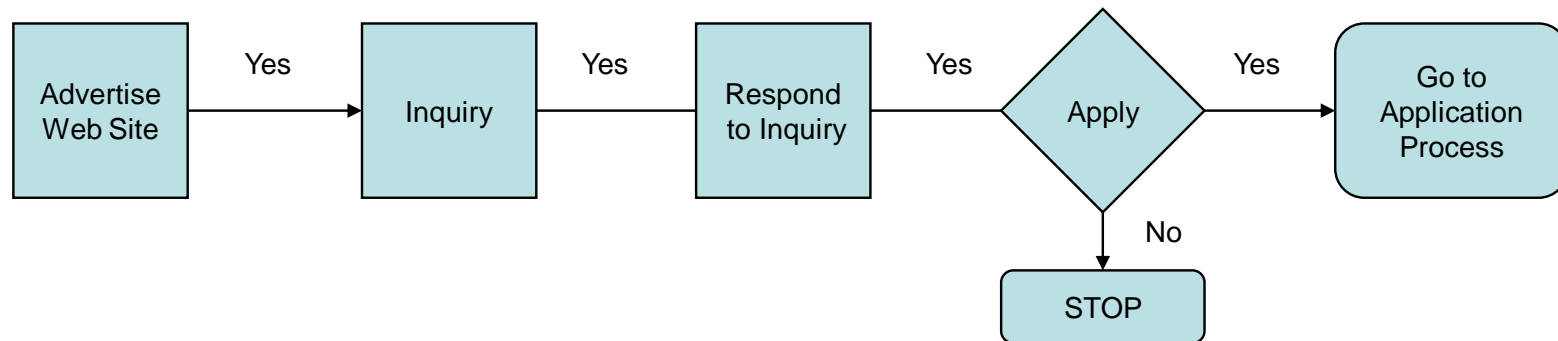 Advertise
Web Site
Yes
Inquiry
Yes
Respond
to Inquiry
Yes
Apply
Yes
Go to
Application
Process
No
STOP